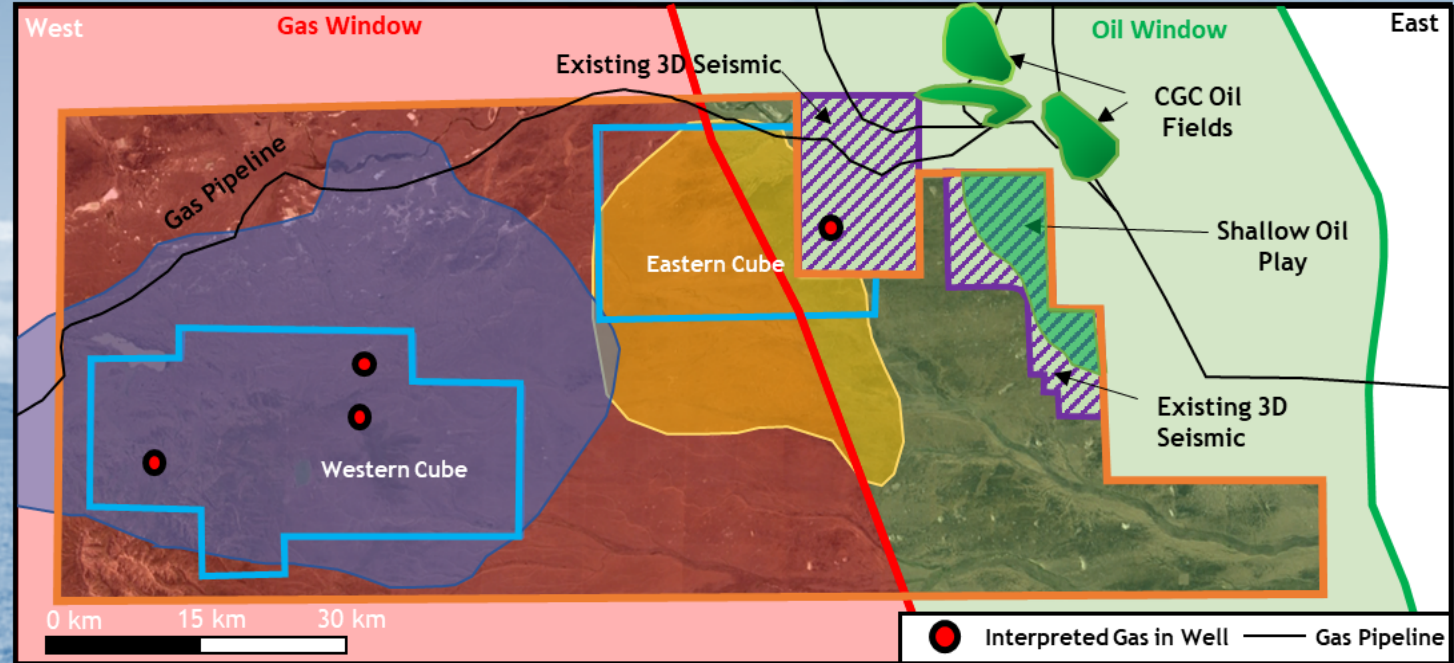 West
Gas Window
Oil Window
East
Existing 3D Seismic
CGC Oil
Fields
Gas Pipeline
Shallow Oil
Play
Eastern Cube
Existing 3D
Seismic
Western Cube
0 km
15 km
30 km
Interpreted Gas in Well
Gas Pipeline